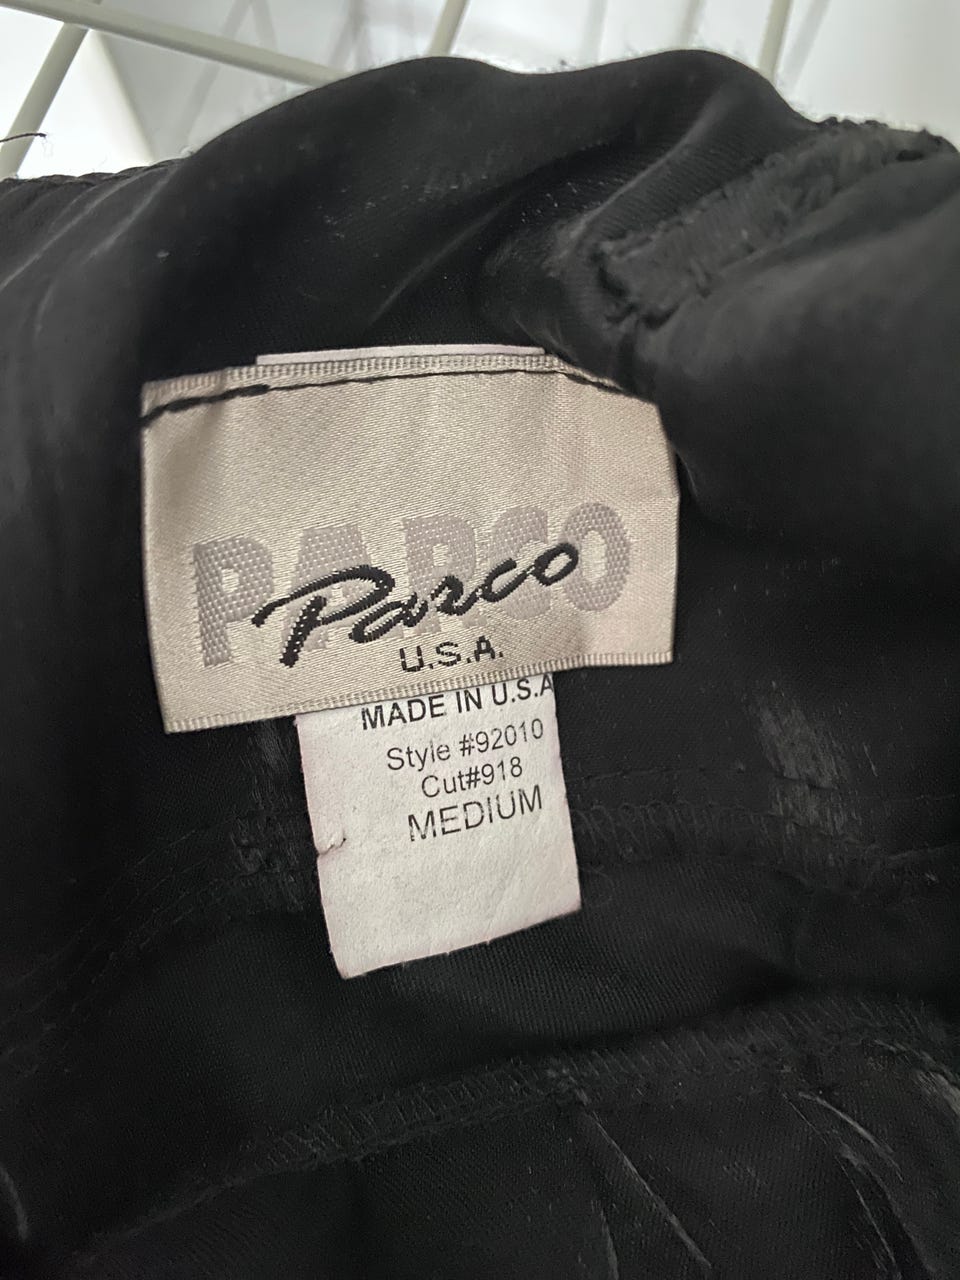 PARCO
Parco
U.S.A.
MADE IN U.S.A
Style #92010
Cut#918
MEDIUM